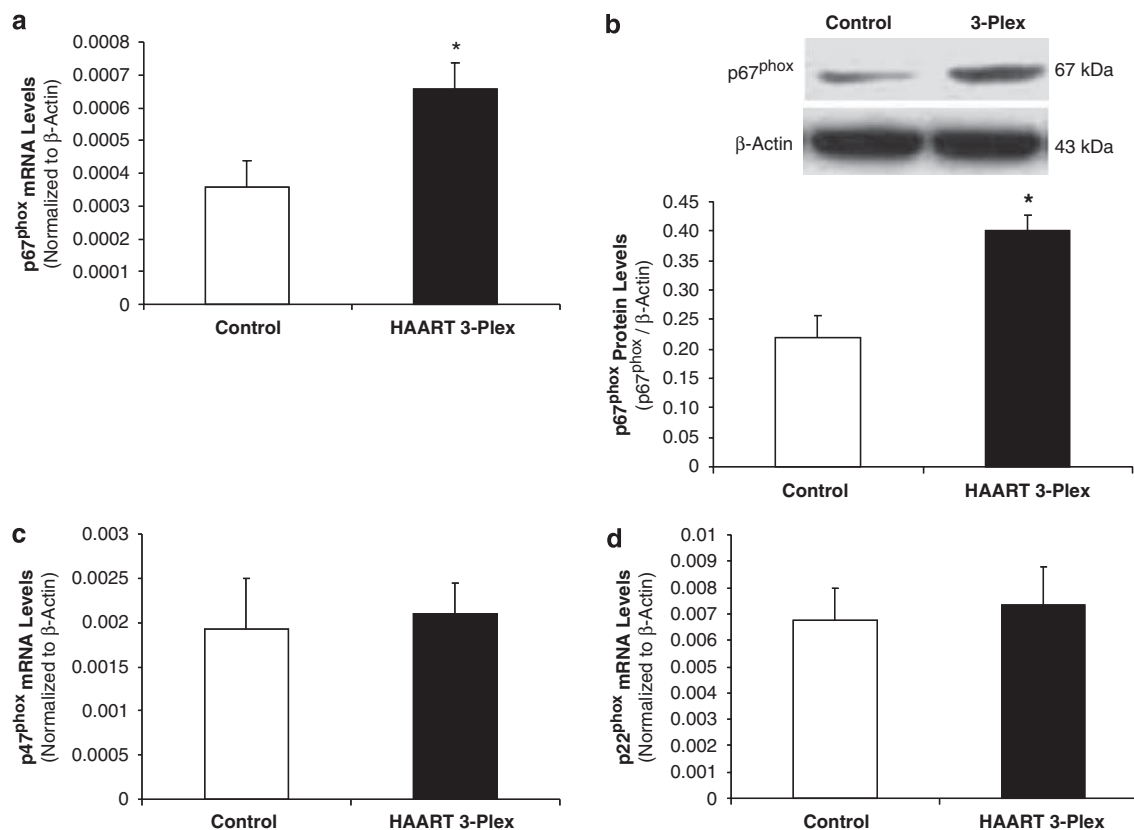 a
0.0008
0.0007
0.0006
0.0005
0.0004
0.0003
0.0002
0.0001
0
p67phox mRNA Levels
(Normalized to β-Actin)
*
Control
HAART 3-Plex
b
Control
3-Plex
p67phox
67 kDa
β-Actin
43 kDa
0.45
0.40
0.35
0.30
0.25
0.20
0.15
0.10
0.05
0
p67phox Protein Levels
(p67phox / β-Actin)
*
Control
HAART 3-Plex
c
0.003
0.0025
0.002
0.0015
0.001
0.0005
0
p47phox mRNA Levels
(Normalized to β-Actin)
Control
HAART 3-Plex
d
0.01
0.009
0.008
0.007
0.006
0.005
0.004
0.003
0.002
0.001
0
p22phox mRNA Levels
(Normalized to β-Actin)
Control
HAART 3-Plex